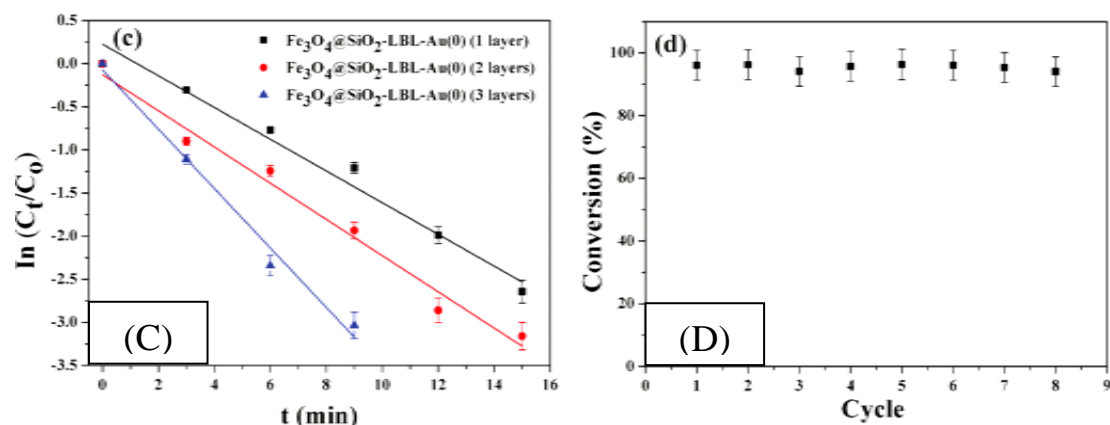 (c)
Fe₃O₄@SiO₂-LBL-Au(0) (1 layer)
Fe₃O₄@SiO₂-LBL-Au(0) (2 layers)
Fe₃O₄@SiO₂-LBL-Au(0) (3 layers)
0.5
0.0
-0.5
-1.0
-1.5
-2.0
-2.5
-3.0
-3.5
ln (Cₜ/C₀)
(C)
0 2 4 6 8 10 12 14 16
t (min)
(d)
100
80
60
40
20
0
Conversion (%)
(D)
0 1 2 3 4 5 6 7 8 9
Cycle